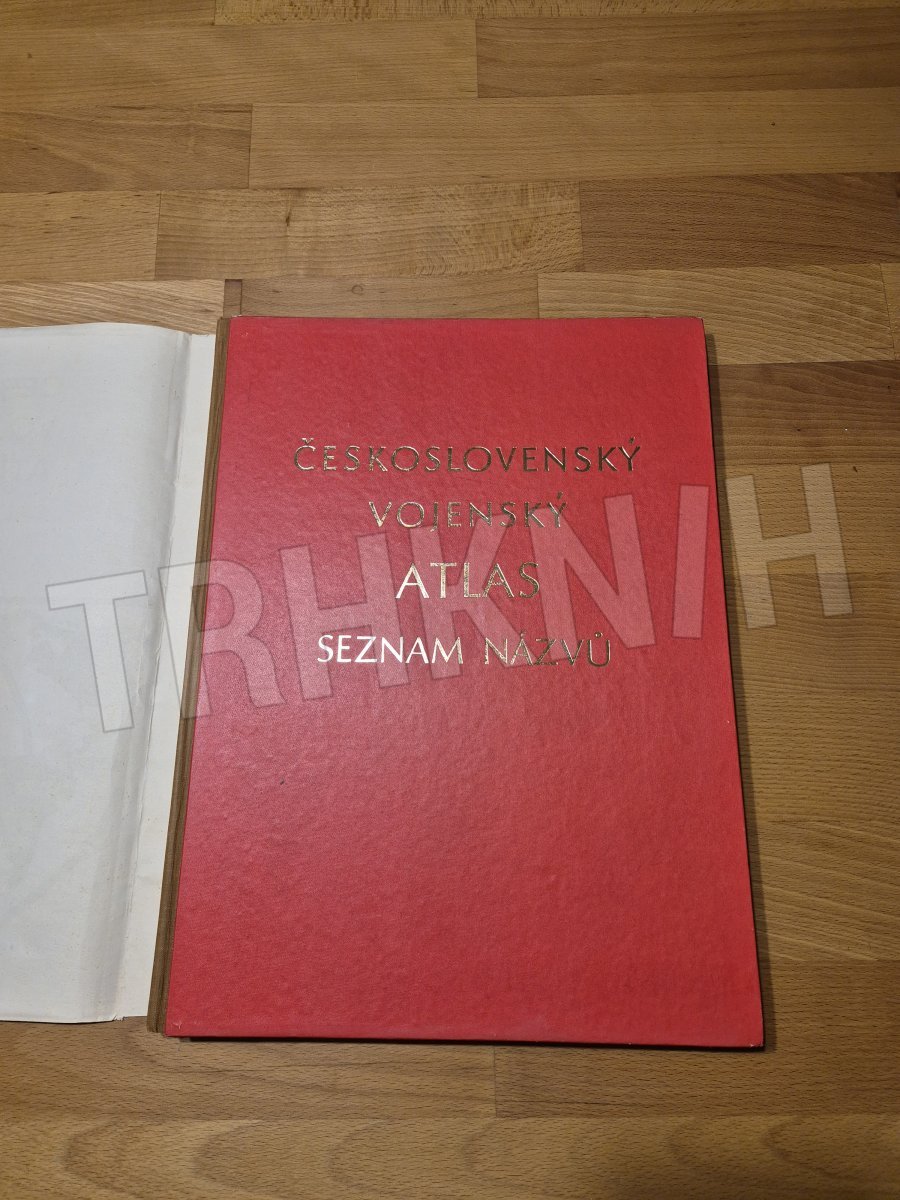 ČESKOSLOVENSKÝ
VOJENSKÝ
ATLAS
SEZNAM NÁZVŮ
TRHKNIH